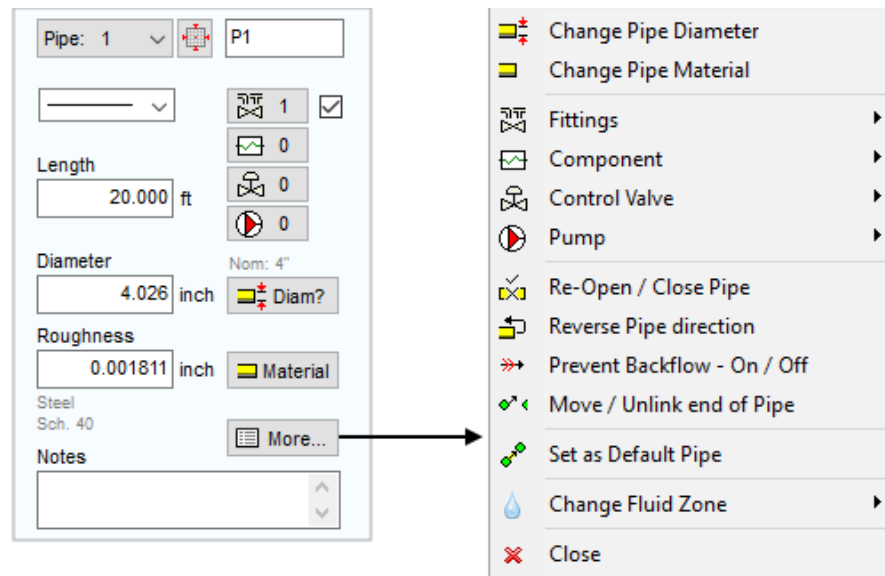 Pipe: 1
P1
1
0
Length
20.000 ft
0
0
Diameter
Nom: 4"
4.026 inch
Diam?
Roughness
0.001811 inch
Material
Steel
Sch. 40
More...
Notes
Change Pipe Diameter
Change Pipe Material
Fittings
Component
Control Valve
Pump
Re-Open / Close Pipe
Reverse Pipe direction
Prevent Backflow - On / Off
Move / Unlink end of Pipe
Set as Default Pipe
Change Fluid Zone
Close